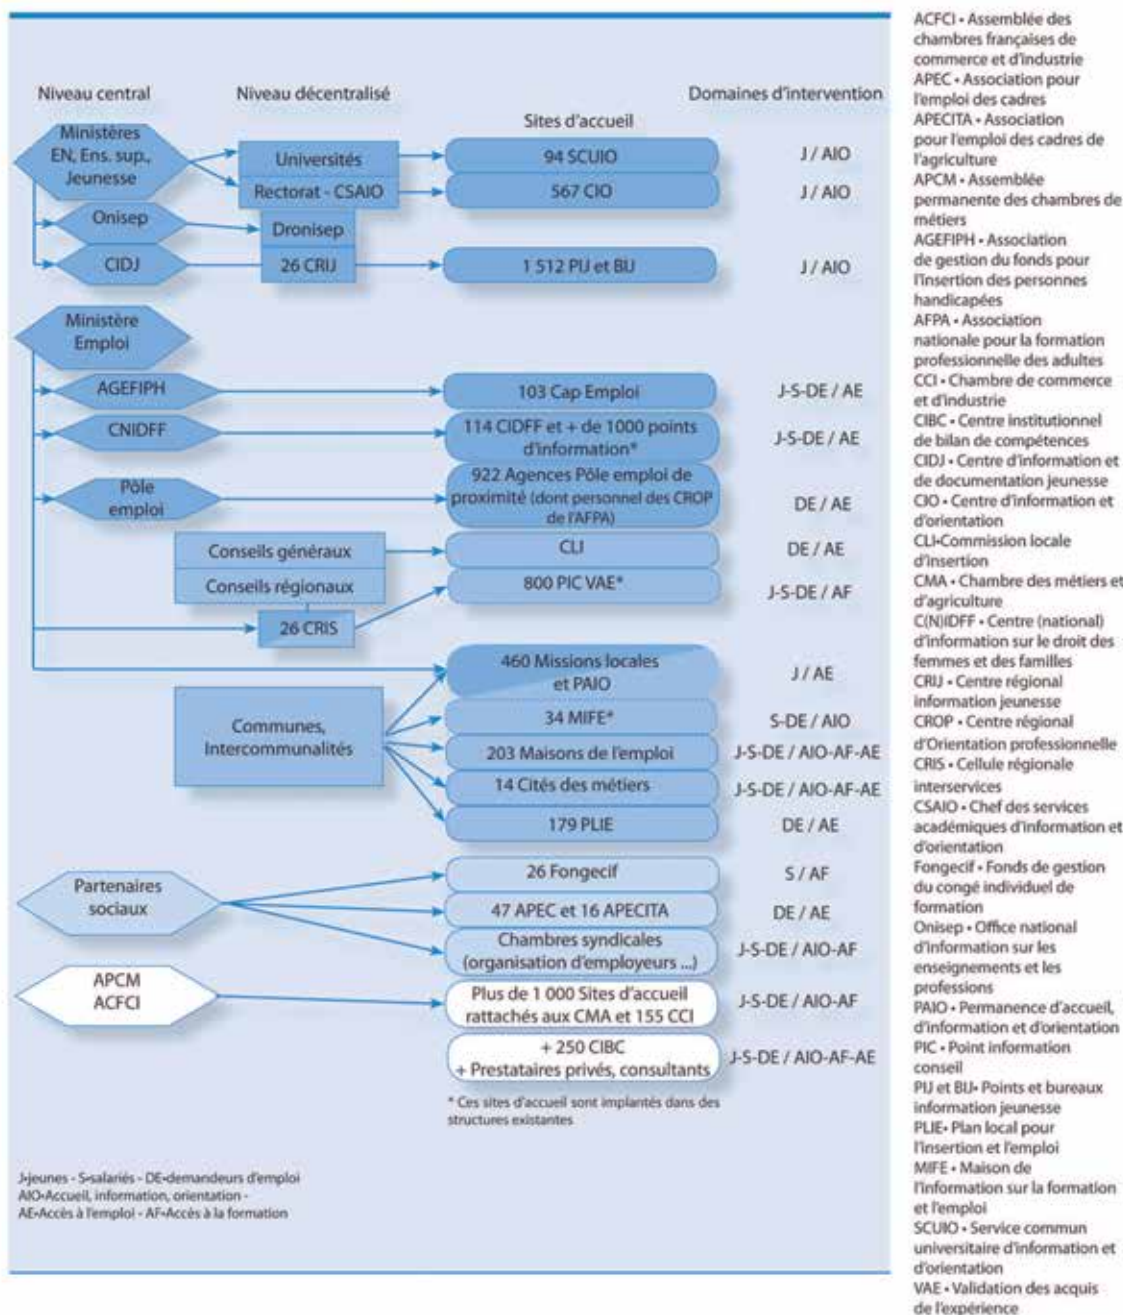 Niveau central
Niveau décentralisé
Domaines d'intervention
Sites d'accueil
Ministères
EN, Ens. sup.,
Jeunesse
Universités
94 SCUIO
J / AIO
Rectorat - CSAIO
567 CIO
J / AIO
Onisep
Dronisep
CIDJ
26 CRIJ
1 512 PIJ et BIJ
J / AIO
Ministère
Emploi
AGEFIPH
103 Cap Emploi
J-S-DE / AE
CNIDFF
114 CIDFF et + de 1000 points
d'information*
J-S-DE / AE
Pôle
emploi
922 Agences Pôle emploi de
proximité (dont personnel des CROP
de l'AFPA)
DE / AE
Conseils généraux
CLI
DE / AE
Conseils régionaux
800 PIC VAE*
J-S-DE / AF
26 CRIS
460 Missions locales
et PAIO
J / AE
Communes,
Intercommunalités
34 MIFE*
S-DE / AIO
203 Maisons de l'emploi
J-S-DE / AIO-AF-AE
14 Cités des métiers
J-S-DE / AIO-AF-AE
179 PLIE
DE / AE
Partenaires
sociaux
26 Fongecif
S / AF
47 APEC et 16 APECITA
DE / AE
Chambres syndicales
(organisation d'employeurs ...)
J-S-DE / AIO-AF
APCM
ACFCI
Plus de 1 000 Sites d'accueil
rattachés aux CMA et 155 CCI
J-S-DE / AIO-AF
+ 250 CIBC
+ Prestataires privés, consultants
J-S-DE / AIO-AF-AE
* Ces sites d'accueil sont implantés dans des
structures existantes
J•jeunes - S•salariés - DE•demandeurs d'emploi
AIO•Accueil, information, orientation -
AE•Accès à l'emploi - AF•Accès à la formation
ACFCI • Assemblée des
chambres françaises de
commerce et d'industrie
APEC • Association pour
l'emploi des cadres
APECITA • Association
pour l'emploi des cadres de
l'agriculture
APCM • Assemblée
permanente des chambres de
métiers
AGEFIPH • Association
de gestion du fonds pour
l'insertion des personnes
handicapées
AFPA • Association
nationale pour la formation
professionnelle des adultes
CCI • Chambre de commerce
et d'industrie
CIBC • Centre institutionnel
de bilan de compétences
CIDJ • Centre d'information et
de documentation jeunesse
CIO • Centre d'information et
d'orientation
CLI•Commission locale
d'insertion
CMA • Chambre des métiers et
d'agriculture
C(N)IDFF • Centre (national)
d'information sur le droit des
femmes et des familles
CRIJ • Centre régional
information jeunesse
CROP • Centre régional
d'Orientation professionnelle
CRIS • Cellule régionale
interservices
CSAIO • Chef des services
académiques d'information et
d'orientation
Fongecif • Fonds de gestion
du congé individuel de
formation
Onisep • Office national
d'information sur les
enseignements et les
professions
PAIO • Permanence d'accueil,
d'information et d'orientation
PIC • Point information
conseil
PIJ et BIJ• Points et bureaux
information jeunesse
PLIE• Plan local pour
l'insertion et l'emploi
MIFE • Maison de
l'information sur la formation
et l'emploi
SCUIO • Service commun
universitaire d'information et
d'orientation
VAE • Validation des acquis
de l'expérience